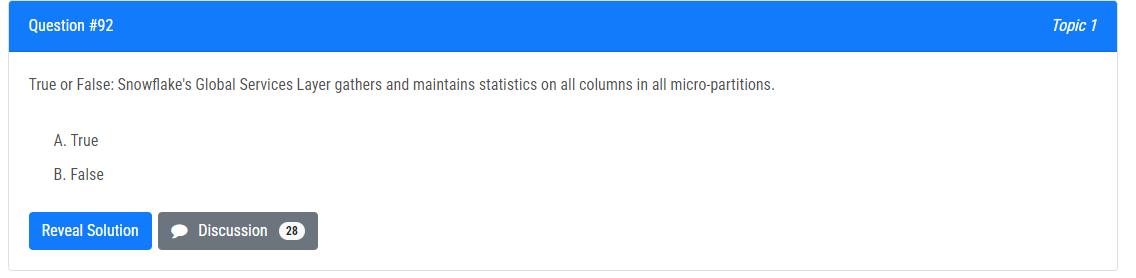 Question #92
Topic 1
True or False: Snowflake's Global Services Layer gathers and maintains statistics on all columns in all micro-partitions.
A. True
B. False
Reveal Solution
Discussion 28